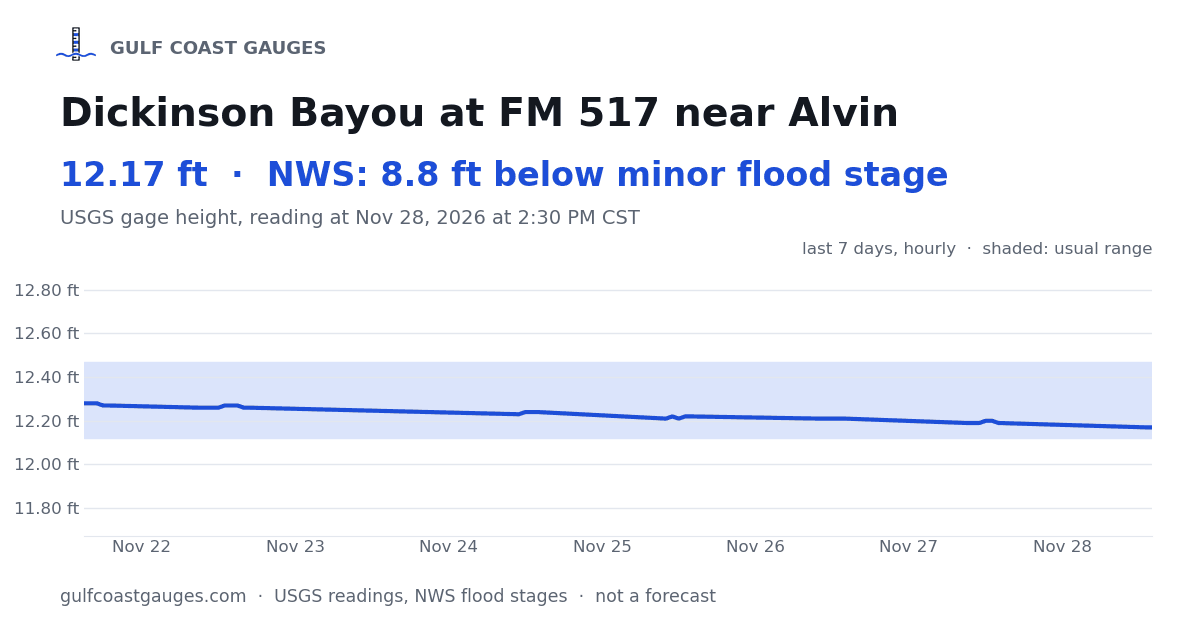 GULF COAST GAUGES
Dickinson Bayou at FM 517 near Alvin
12.17 ft · NWS: 8.8 ft below minor flood stage
USGS gage height, reading at Nov 28, 2026 at 2:30 PM CST
last 7 days, hourly · shaded: usual range
12.80 ft
12.60 ft
12.40 ft
12.20 ft
12.00 ft
11.80 ft
Nov 22 Nov 23 Nov 24 Nov 25 Nov 26 Nov 27 Nov 28
gulfcoastgauges.com · USGS readings, NWS flood stages · not a forecast